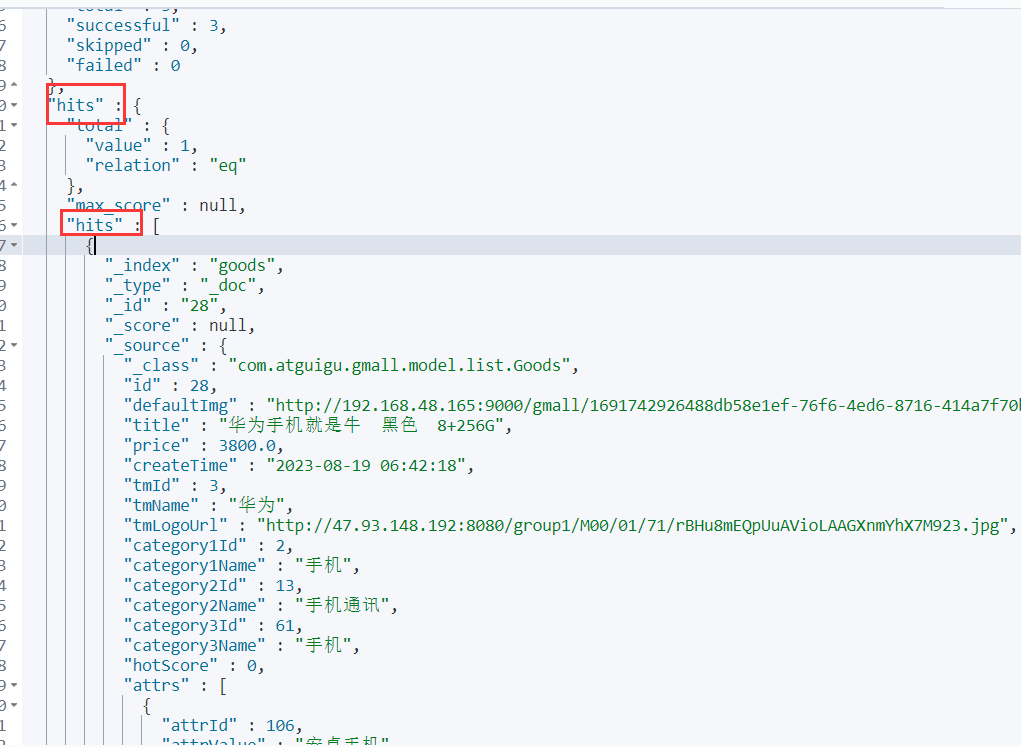 6 "successful" : 3,
7 "skipped" : 0,
8 "failed" : 0
9 },
0 "hits" : {
1 "total" : {
2 "value" : 1,
3 "relation" : "eq"
4 },
5 "max_score" : null,
6 "hits" : [
7 {
8 "_index" : "goods",
9 "_type" : "_doc",
0 "_id" : "28",
1 "_score" : null,
2 "_source" : {
3 "_class" : "com.atguigu.gmall.model.list.Goods",
4 "id" : 28,
5 "defaultImg" : "http://192.168.48.165:9000/gmall/1691742926488db58e1ef-76f6-4ed6-8716-414a7f70
6 "title" : "华为手机就是牛 黑色 8+256G",
7 "price" : 3800.0,
8 "createTime" : "2023-08-19 06:42:18",
9 "tmId" : 3,
0 "tmName" : "华为",
1 "tmLogoUrl" : "http://47.93.148.192:8080/group1/M00/01/71/rBHu8mEQpUuAVioLAAGXnmYhX7M923.jpg",
2 "category1Id" : 2,
3 "category1Name" : "手机",
4 "category2Id" : 13,
5 "category2Name" : "手机通讯",
6 "category3Id" : 61,
7 "category3Name" : "手机",
8 "hotScore" : 0,
9 "attrs" : [
0 {
1 "attrId" : 106,
2 "attrValue" : "安卓手机"